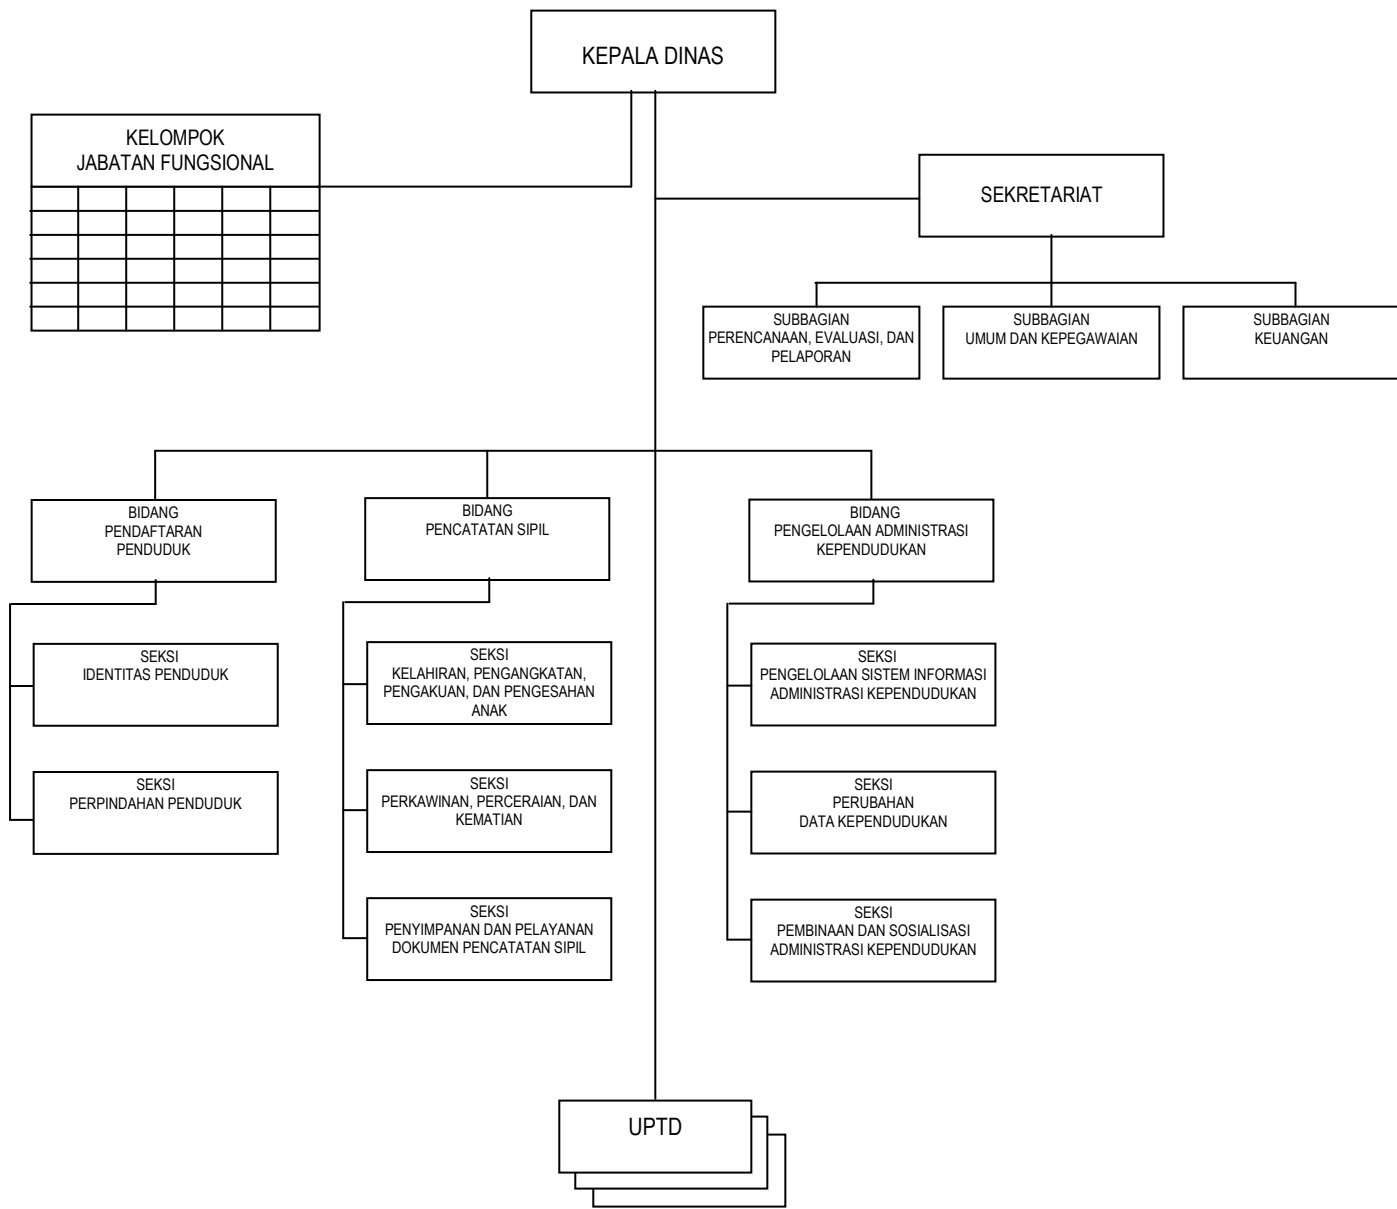 KEPALA DINAS
KELOMPOK
JABATAN FUNGSIONAL
SEKRETARIAT
SUBBAGIAN
PERENCANAAN, EVALUASI, DAN
PELAPORAN
SUBBAGIAN
UMUM DAN KEPEGAWAIAN
SUBBAGIAN
KEUANGAN
BIDANG
PENDAFTARAN
PENDUDUK
BIDANG
PENCATATAN SIPIL
BIDANG
PENGELOLAAN ADMINISTRASI
KEPENDUDUKAN
SEKSI
IDENTITAS PENDUDUK
SEKSI
PERPINDAHAN PENDUDUK
SEKSI
KELAHIRAN, PENGANGKATAN,
PENGAKUAN, DAN PENGESAHAN
ANAK
SEKSI
PERKAWINAN, PERCERAIAN, DAN
KEMATIAN
SEKSI
PENYIMPANAN DAN PELAYANAN
DOKUMEN PENCATATAN SIPIL
SEKSI
PENGELOLAAN SISTEM INFORMASI
ADMINISTRASI KEPENDUDUKAN
SEKSI
PERUBAHAN
DATA KEPENDUDUKAN
SEKSI
PEMBINAAN DAN SOSIALISASI
ADMINISTRASI KEPENDUDUKAN
UPTD